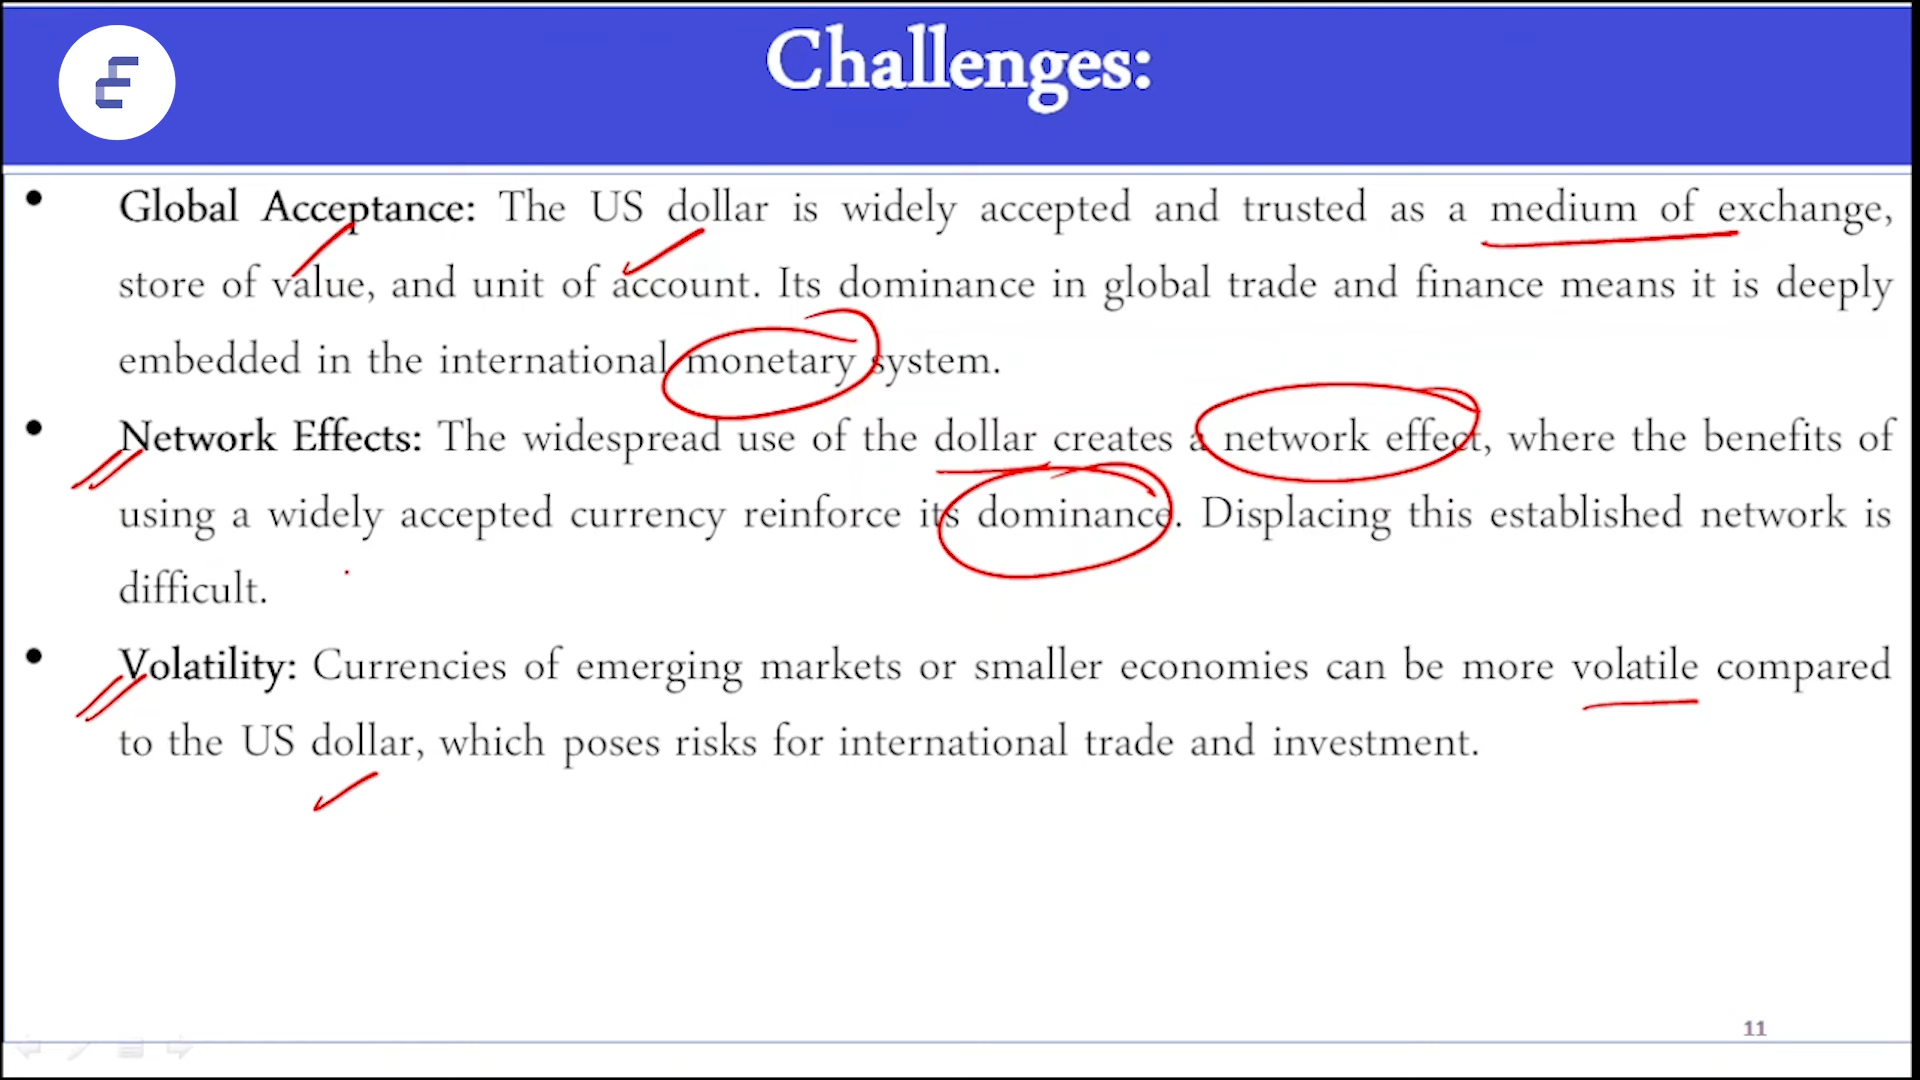 Challenges:
• Global Acceptance: The US dollar is widely accepted and trusted as a medium of exchange,
store of value, and unit of account. Its dominance in global trade and finance means it is deeply
embedded in the international monetary system.
• Network Effects: The widespread use of the dollar creates a network effect, where the benefits of
using a widely accepted currency reinforce its dominance. Displacing this established network is
difficult.
• Volatility: Currencies of emerging markets or smaller economies can be more volatile compared
to the US dollar, which poses risks for international trade and investment.
11